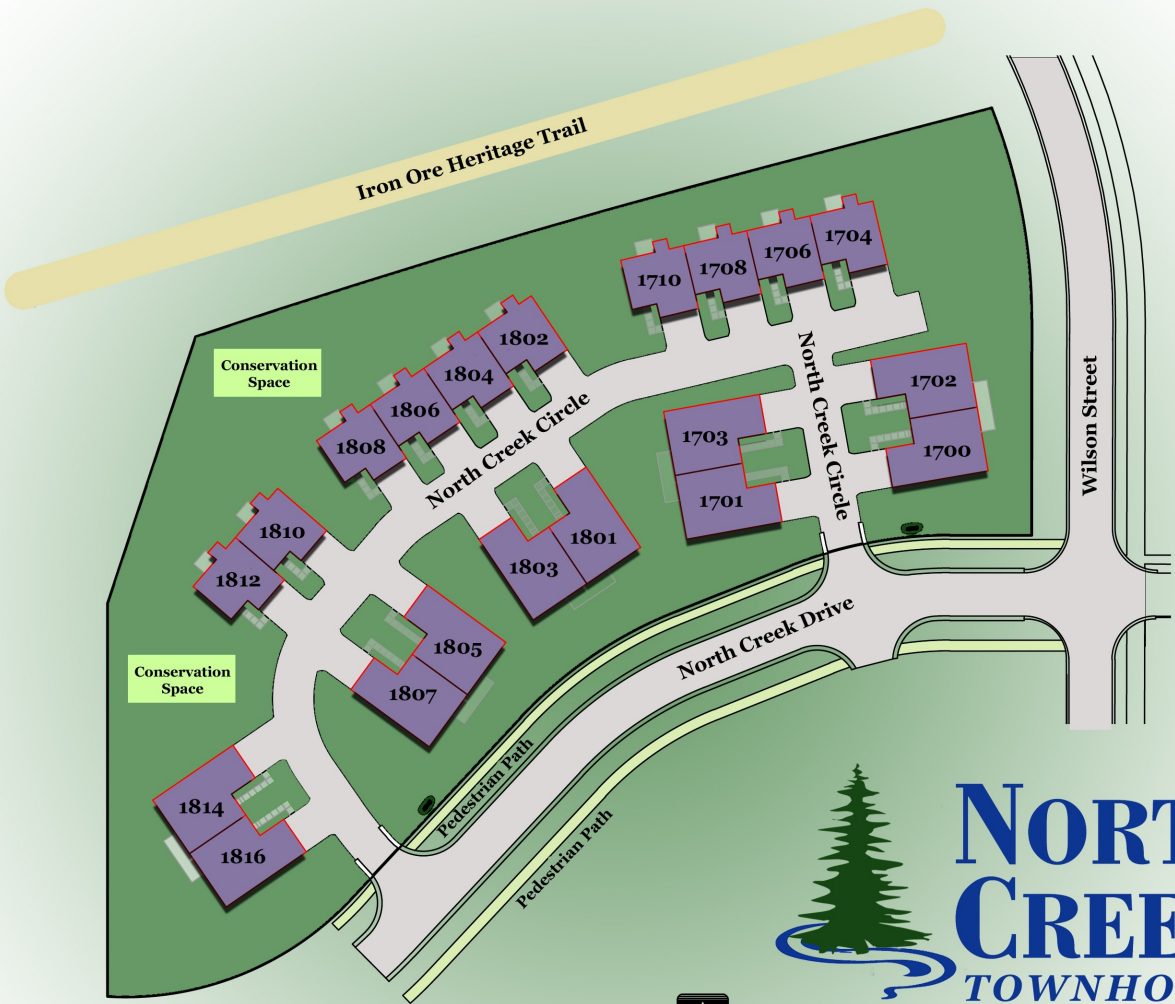 Iron Ore Heritage Trail
1704
1706
1708
1710
1802
1804
1806
1808
Conservation
Space
North Creek Circle
North Creek Circle
1702
1700
1703
1701
1801
1803
1810
1812
Wilson Street
1805
1807
North Creek Drive
Conservation
Space
1814
1816
Pedestrian Path
Pedestrian Path
NORT
CREE
TOWNHO